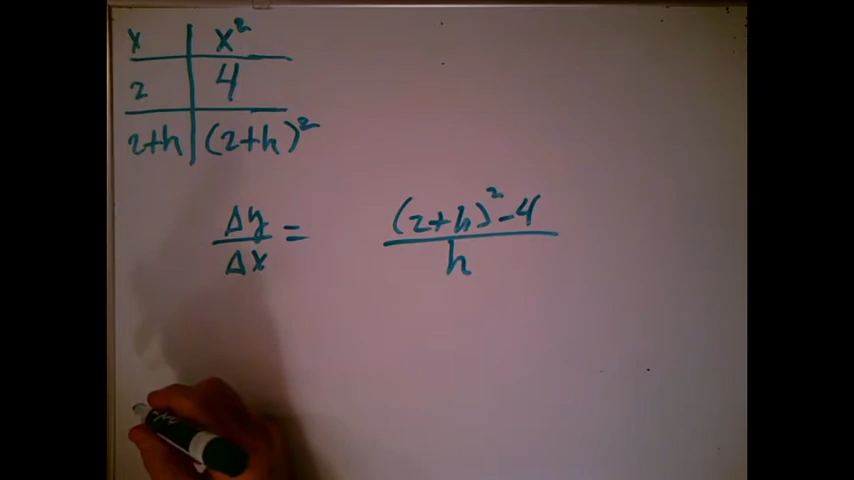 x | x²
2 | 4
2+h | (2+h)²
Δy/Δx = ((2+h)²-4)/h